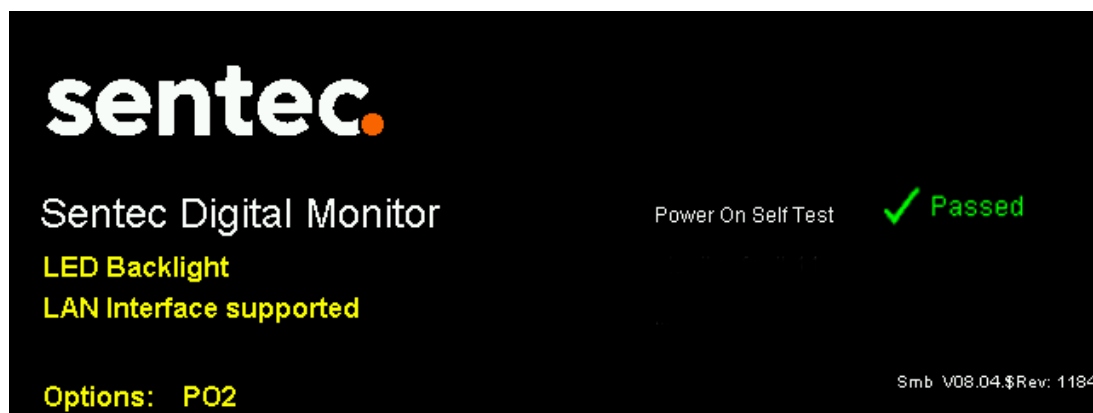 sentec.
Sentec Digital Monitor
Power On Self Test
Passed
LED Backlight
LAN Interface supported
Options: PO2
Smb V08.04.$Rev: 1184